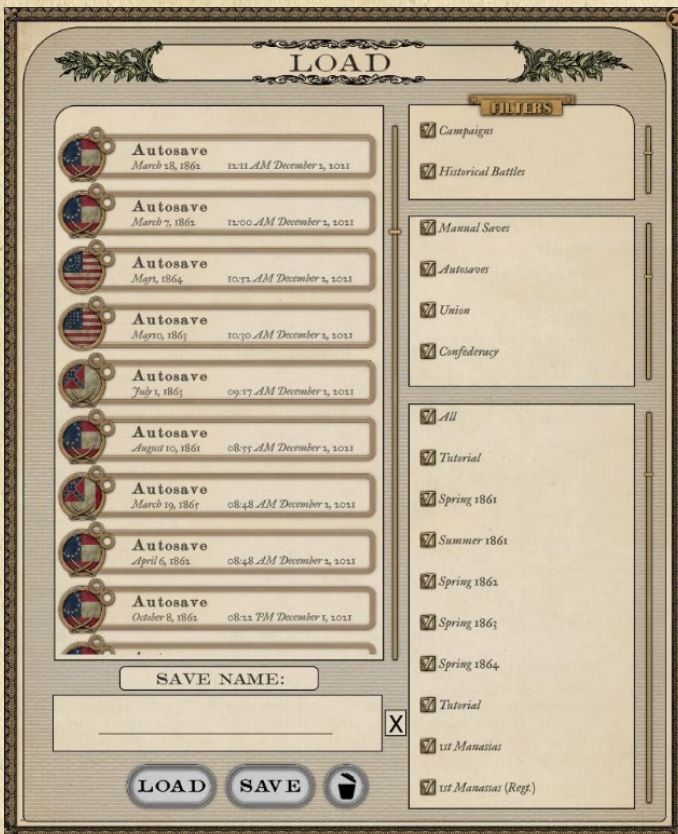 LOAD
Autosave
March 28, 1862 12:11 AM December 2, 2021
Autosave
March 7, 1862 12:00 AM December 2, 2021
Autosave
May1, 1864 10:52 AM December 2, 2021
Autosave
May10, 1863 10:30 AM December 2, 2021
Autosave
July 1, 1863 09:17 AM December 2, 2021
Autosave
August 10, 1861 08:55 AM December 2, 2021
Autosave
March 19, 1865 08:48 AM December 2, 2021
Autosave
April 6, 1862 08:48 AM December 2, 2021
Autosave
October 8, 1862 08:22 PM December 1, 2021
SAVE NAME:
X
LOAD
SAVE
FILTERS
Campaigns
Historical Battles
Manual Saves
Autosaves
Union
Confederacy
All
Tutorial
Spring 1861
Summer 1861
Spring 1862
Spring 1863
Spring 1864
Tutorial
1st Manassas
1st Manassas (Regt.)